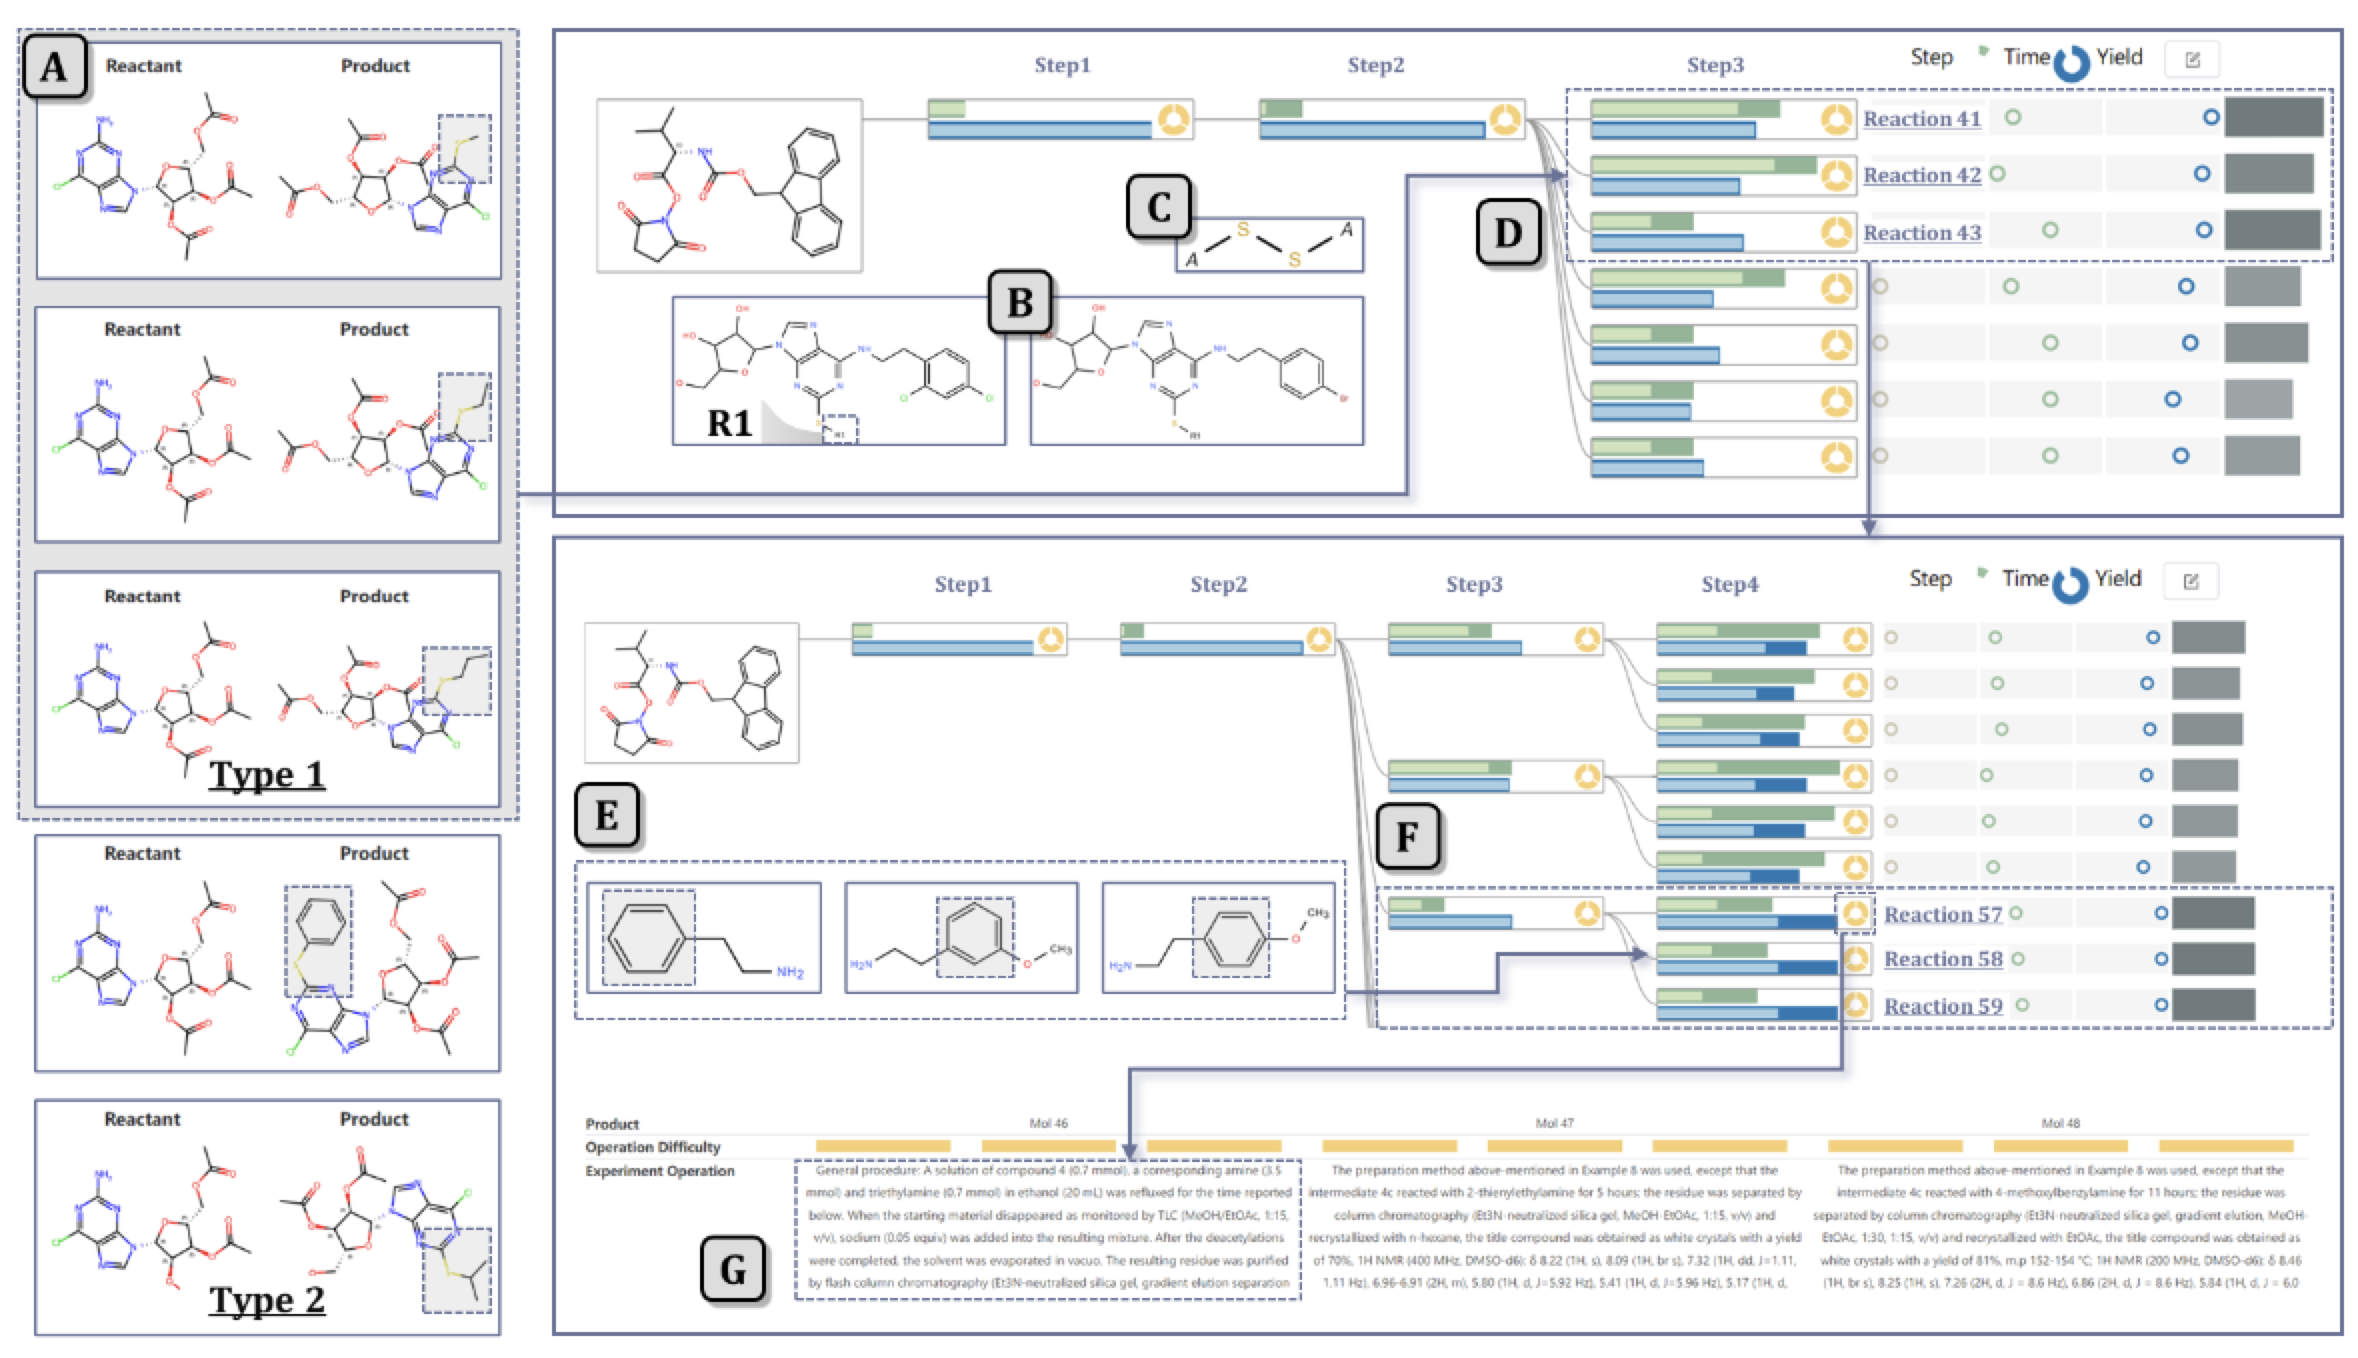 A
Reactant
Product
Reactant
Product
Reactant
Product
Type 1
Reactant
Product
Reactant
Product
Type 2
Step1
Step2
Step3
Step
Time
Yield
Reaction 41
Reaction 42
Reaction 43
C
A S S A
D
B
R1
Step1
Step2
Step3
Step4
Step
Time
Yield
E
F
NH2
H2N O CH3
H2N O CH3
Reaction 57
Reaction 58
Reaction 59
Product
Mol 46
Mol 47
Mol 48
Operation Difficulty
Experiment Operation
G
General procedure: A solution of compound 4 (0.7 mmol), a corresponding amine (3.5
mmol) and triethylamine (0.7 mmol) in ethanol (20 mL) was refluxed for the time reported
below. When the starting material disappeared as monitored by TLC (MeOH/EtOAc, 1:15,
v/v), sodium (0.05 equiv) was added into the resulting mixture. After the deacetylations
were completed, the solvent was evaporated in vacuo. The resulting residue was purified
by flash column chromatography (Et3N-neutralized silica gel, gradient elution separation
The preparation method above-mentioned in Example 8 was used, except that the
intermediate 4c reacted with 2-thienylethylamine for 5 hours; the residue was separated by
column chromatography (Et3N-neutralized silica gel, MeOH-EtOAc, 1:15, v/v) and
recrystallized with n-hexane, the title compound was obtained as white crystals with a yield
of 70%, 1H NMR (400 MHz, DMSO-d6): δ 8.22 (1H, s), 8.09 (1H, br s), 7.32 (1H, dd, J=1.11,
1.11 Hz), 6.96-6.91 (2H, m), 5.80 (1H, d, J=5.92 Hz), 5.41 (1H, d, J=5.96 Hz), 5.17 (1H, d,
The preparation method above-mentioned in Example 8 was used, except that the
intermediate 4c reacted with 4-methoxylbenzylamine for 11 hours; the residue was
separated by column chromatography (Et3N-neutralized silica gel, gradient elution, MeOH-
EtOAc, 1:30, 1:15, v/v) and recrystallized with EtOAc, the title compound was obtained as
white crystals with a yield of 81%, m.p 152-154 °C; 1H NMR (200 MHz, DMSO-d6): δ 8.46
(1H, br s), 8.25 (1H, s), 7.26 (2H, d, J = 8.6 Hz), 6.86 (2H, d, J = 8.6 Hz), 5.84 (1H, d, J = 6.0